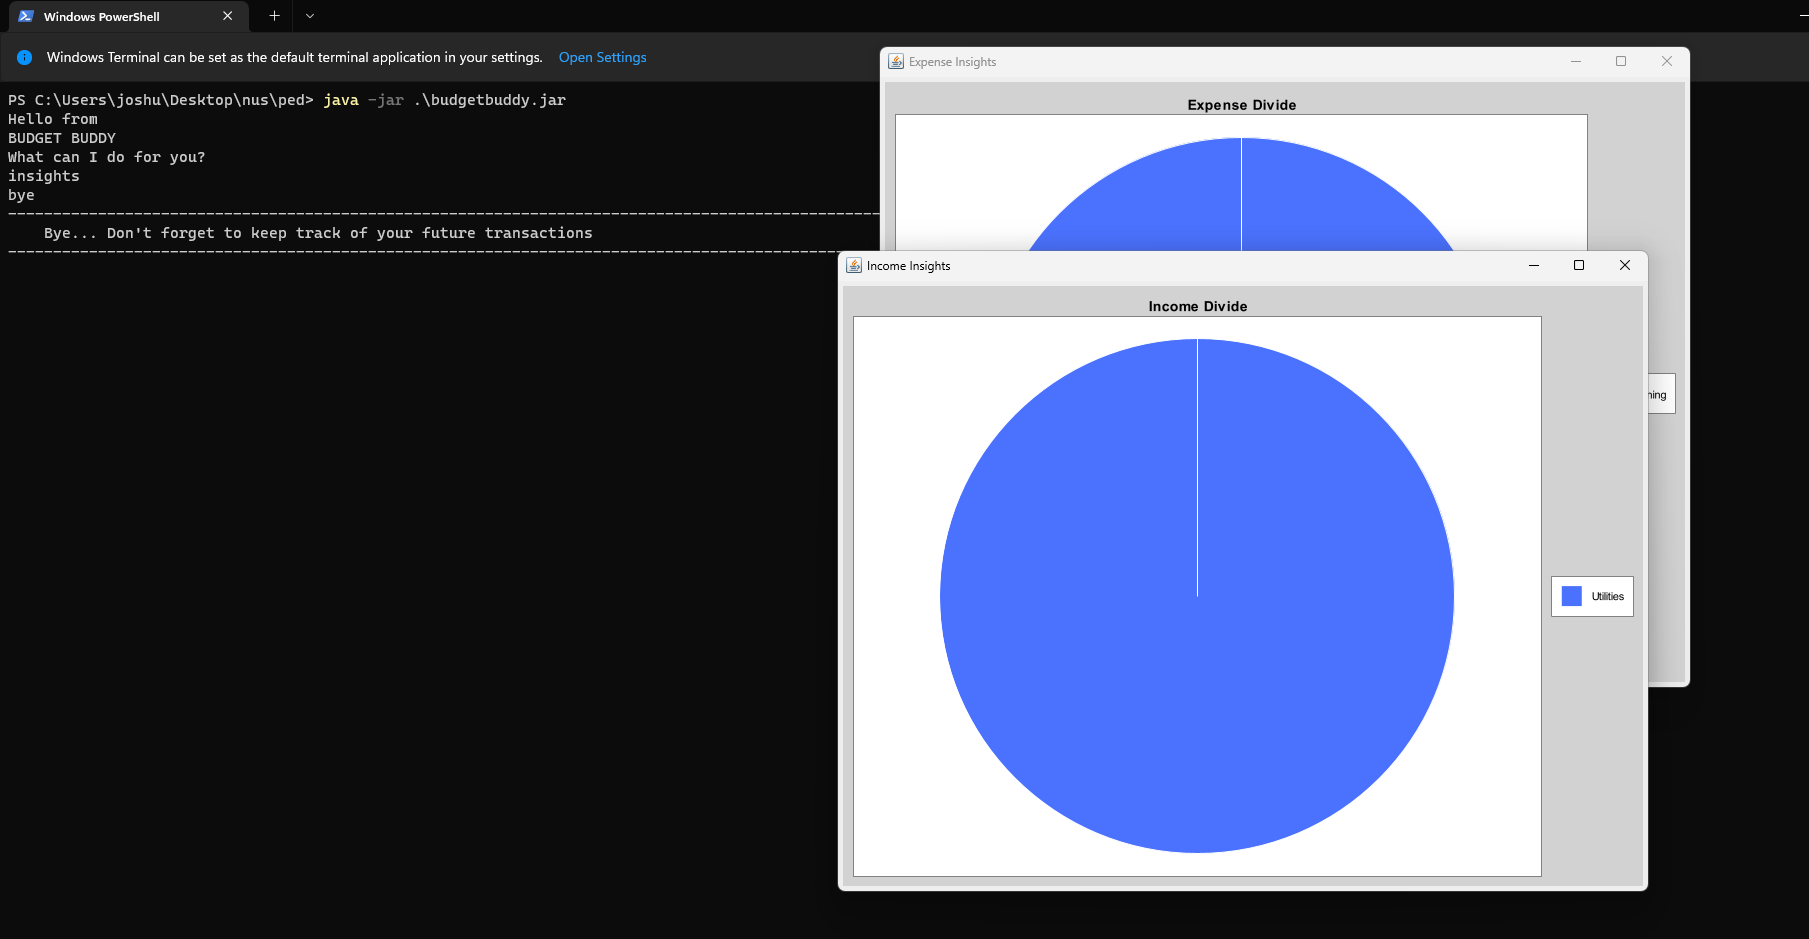 Windows PowerShell
Windows Terminal can be set as the default terminal application in your settings. Open Settings
PS C:\Users\joshu\Desktop\nus\ped> java -jar .\budgetbuddy.jar
Hello from
BUDGET BUDDY
What can I do for you?
insights
bye
Bye... Don't forget to keep track of your future transactions
Expense Insights
Expense Divide
Income Insights
Income Divide
Utilities